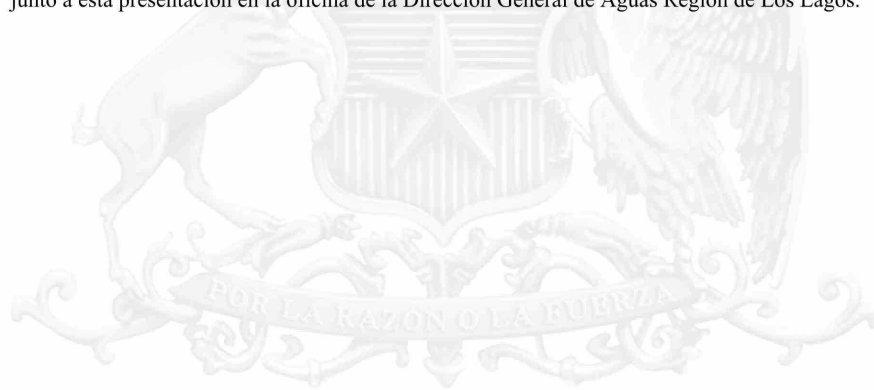 junto a esta presentación en la oficina de la Dirección General de Aguas Región de Los Lagos.
POR LA RAZON O LA FUERZA